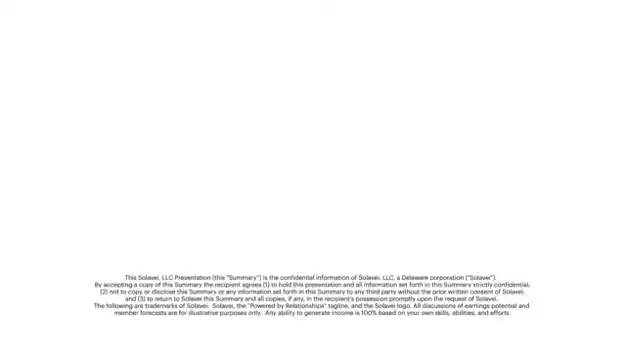 This Solavei, LLC Presentation (this "Summary") is the confidential information of Solavei, LLC, a Delaware corporation ("Solavei").
By accepting a copy of this Summary the recipient agrees (1) to hold this presentation and all information set forth in this Summary strictly confidential;
(2) not to copy or disclose this Summary or any information set forth in this Summary to any third party without the prior written consent of Solavei;
and (3) to return to Solavei this Summary and all copies, if any, in the recipient's possession promptly upon the request of Solavei.
The following are trademarks of Solavei: Solavei, the "Powered by Relationships" tagline, and the Solavei logo. All discussions of earnings potential and
member forecasts are for illustrative purposes only. Any ability to generate income is 100% based on your own skills, abilities, and efforts.